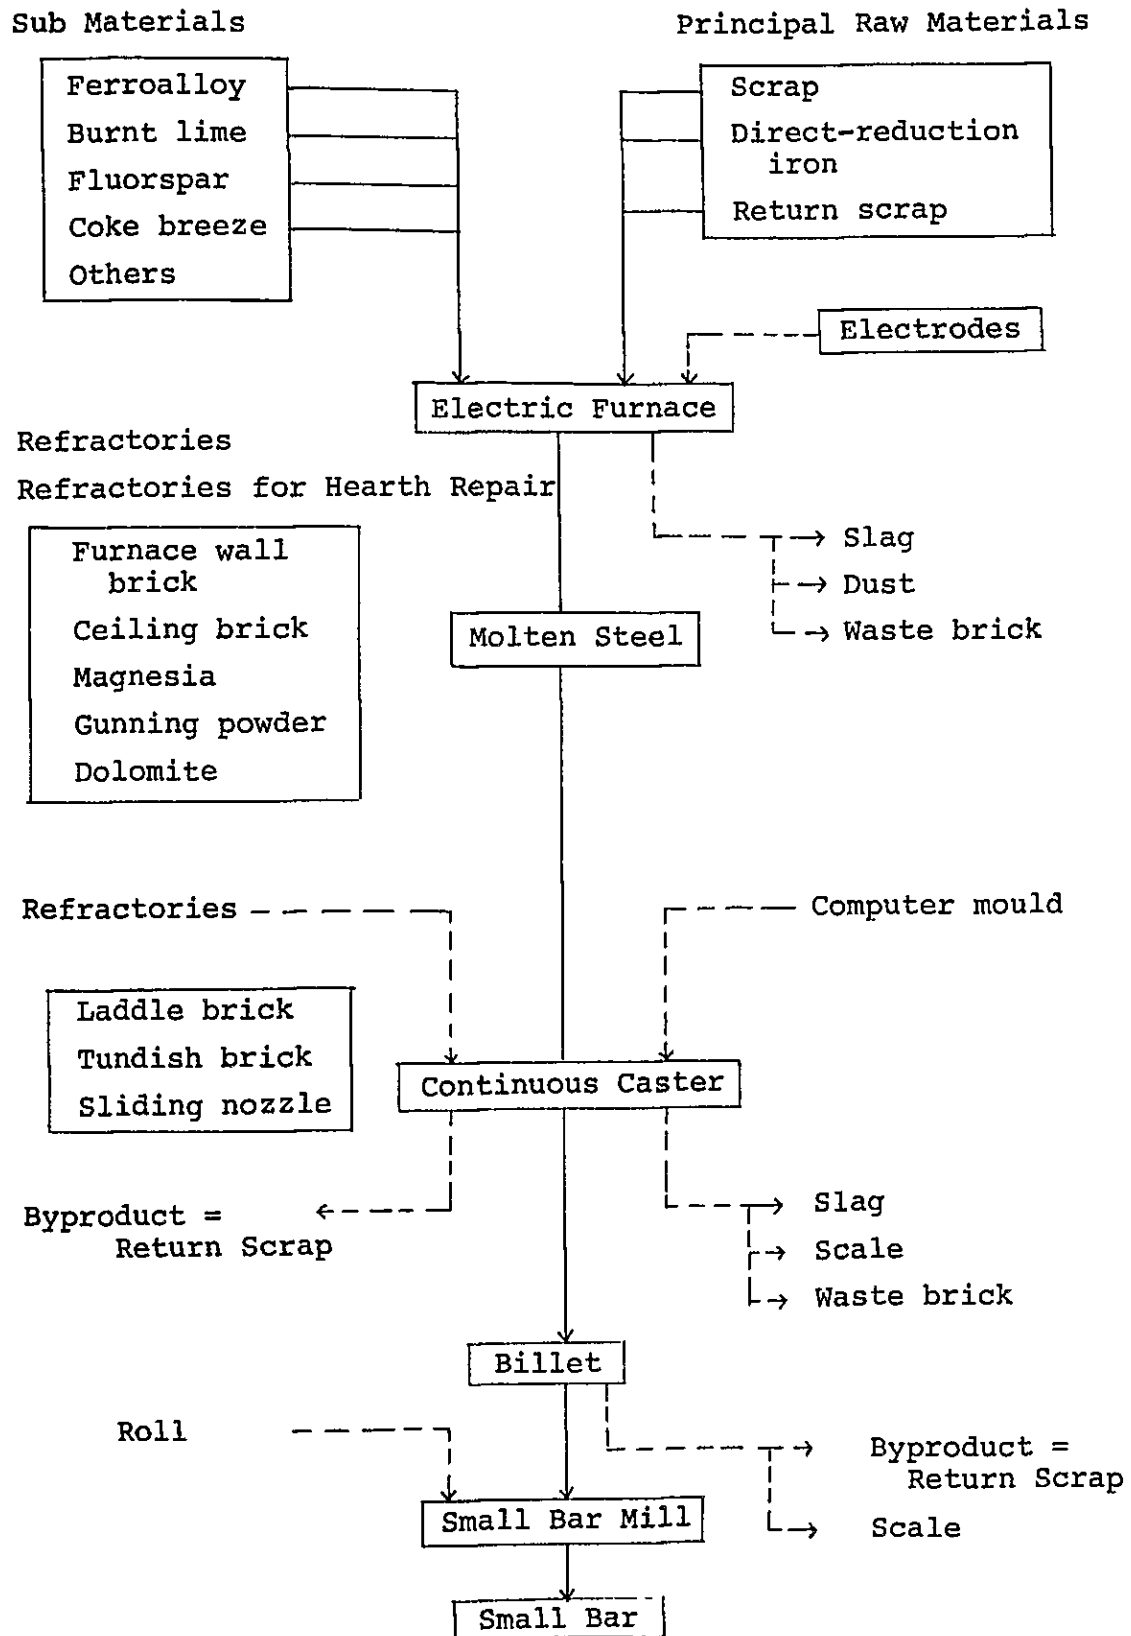 Sub Materials
Principal Raw Materials
Ferroalloy
Burnt lime
Fluorspar
Coke breeze
Others
Scrap
Direct-reduction
iron
Return scrap
Electrodes
Electric Furnace
Refractories
Refractories for Hearth Repair
Furnace wall
brick
Ceiling brick
Magnesia
Gunning powder
Dolomite
Slag
Dust
Waste brick
Molten Steel
Refractories
Computer mould
Laddle brick
Tundish brick
Sliding nozzle
Continuous Caster
Byproduct =
Return Scrap
Slag
Scale
Waste brick
Billet
Roll
Byproduct =
Return Scrap
Scale
Small Bar Mill
Small Bar